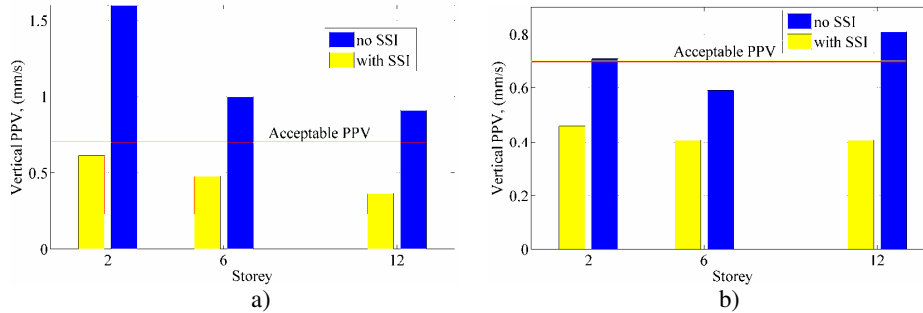 1.5
1
0.5
0
Vertical PPV, (mm/s)
no SSI
with SSI
Acceptable PPV
2
6
12
Storey
a)
0.8
0.6
0.4
0.2
0
Vertical PPV, (mm/s)
no SSI
with SSI
Acceptable PPV
2
6
12
Storey
b)